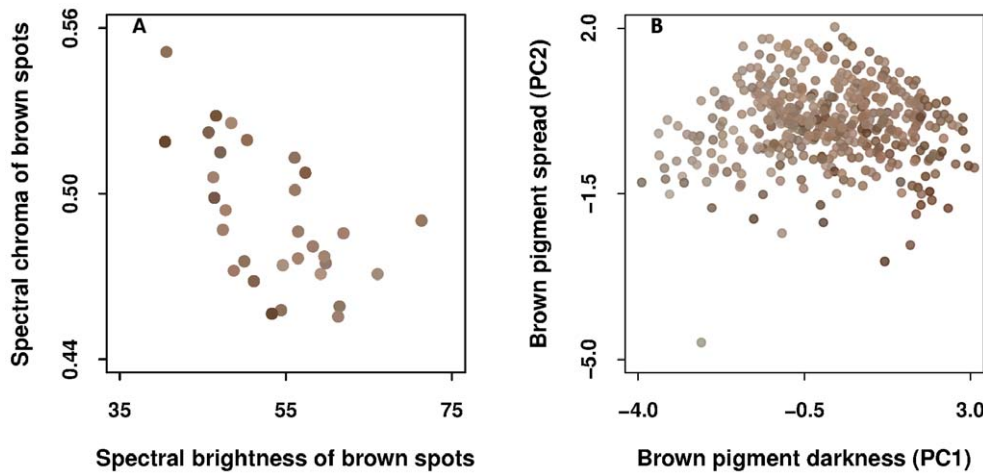 A
Spectral chroma of brown spots
0.56
0.50
0.44
35
55
75
Spectral brightness of brown spots
B
Brown pigment spread (PC2)
2.0
−1.5
−5.0
−4.0
−0.5
3.0
Brown pigment darkness (PC1)